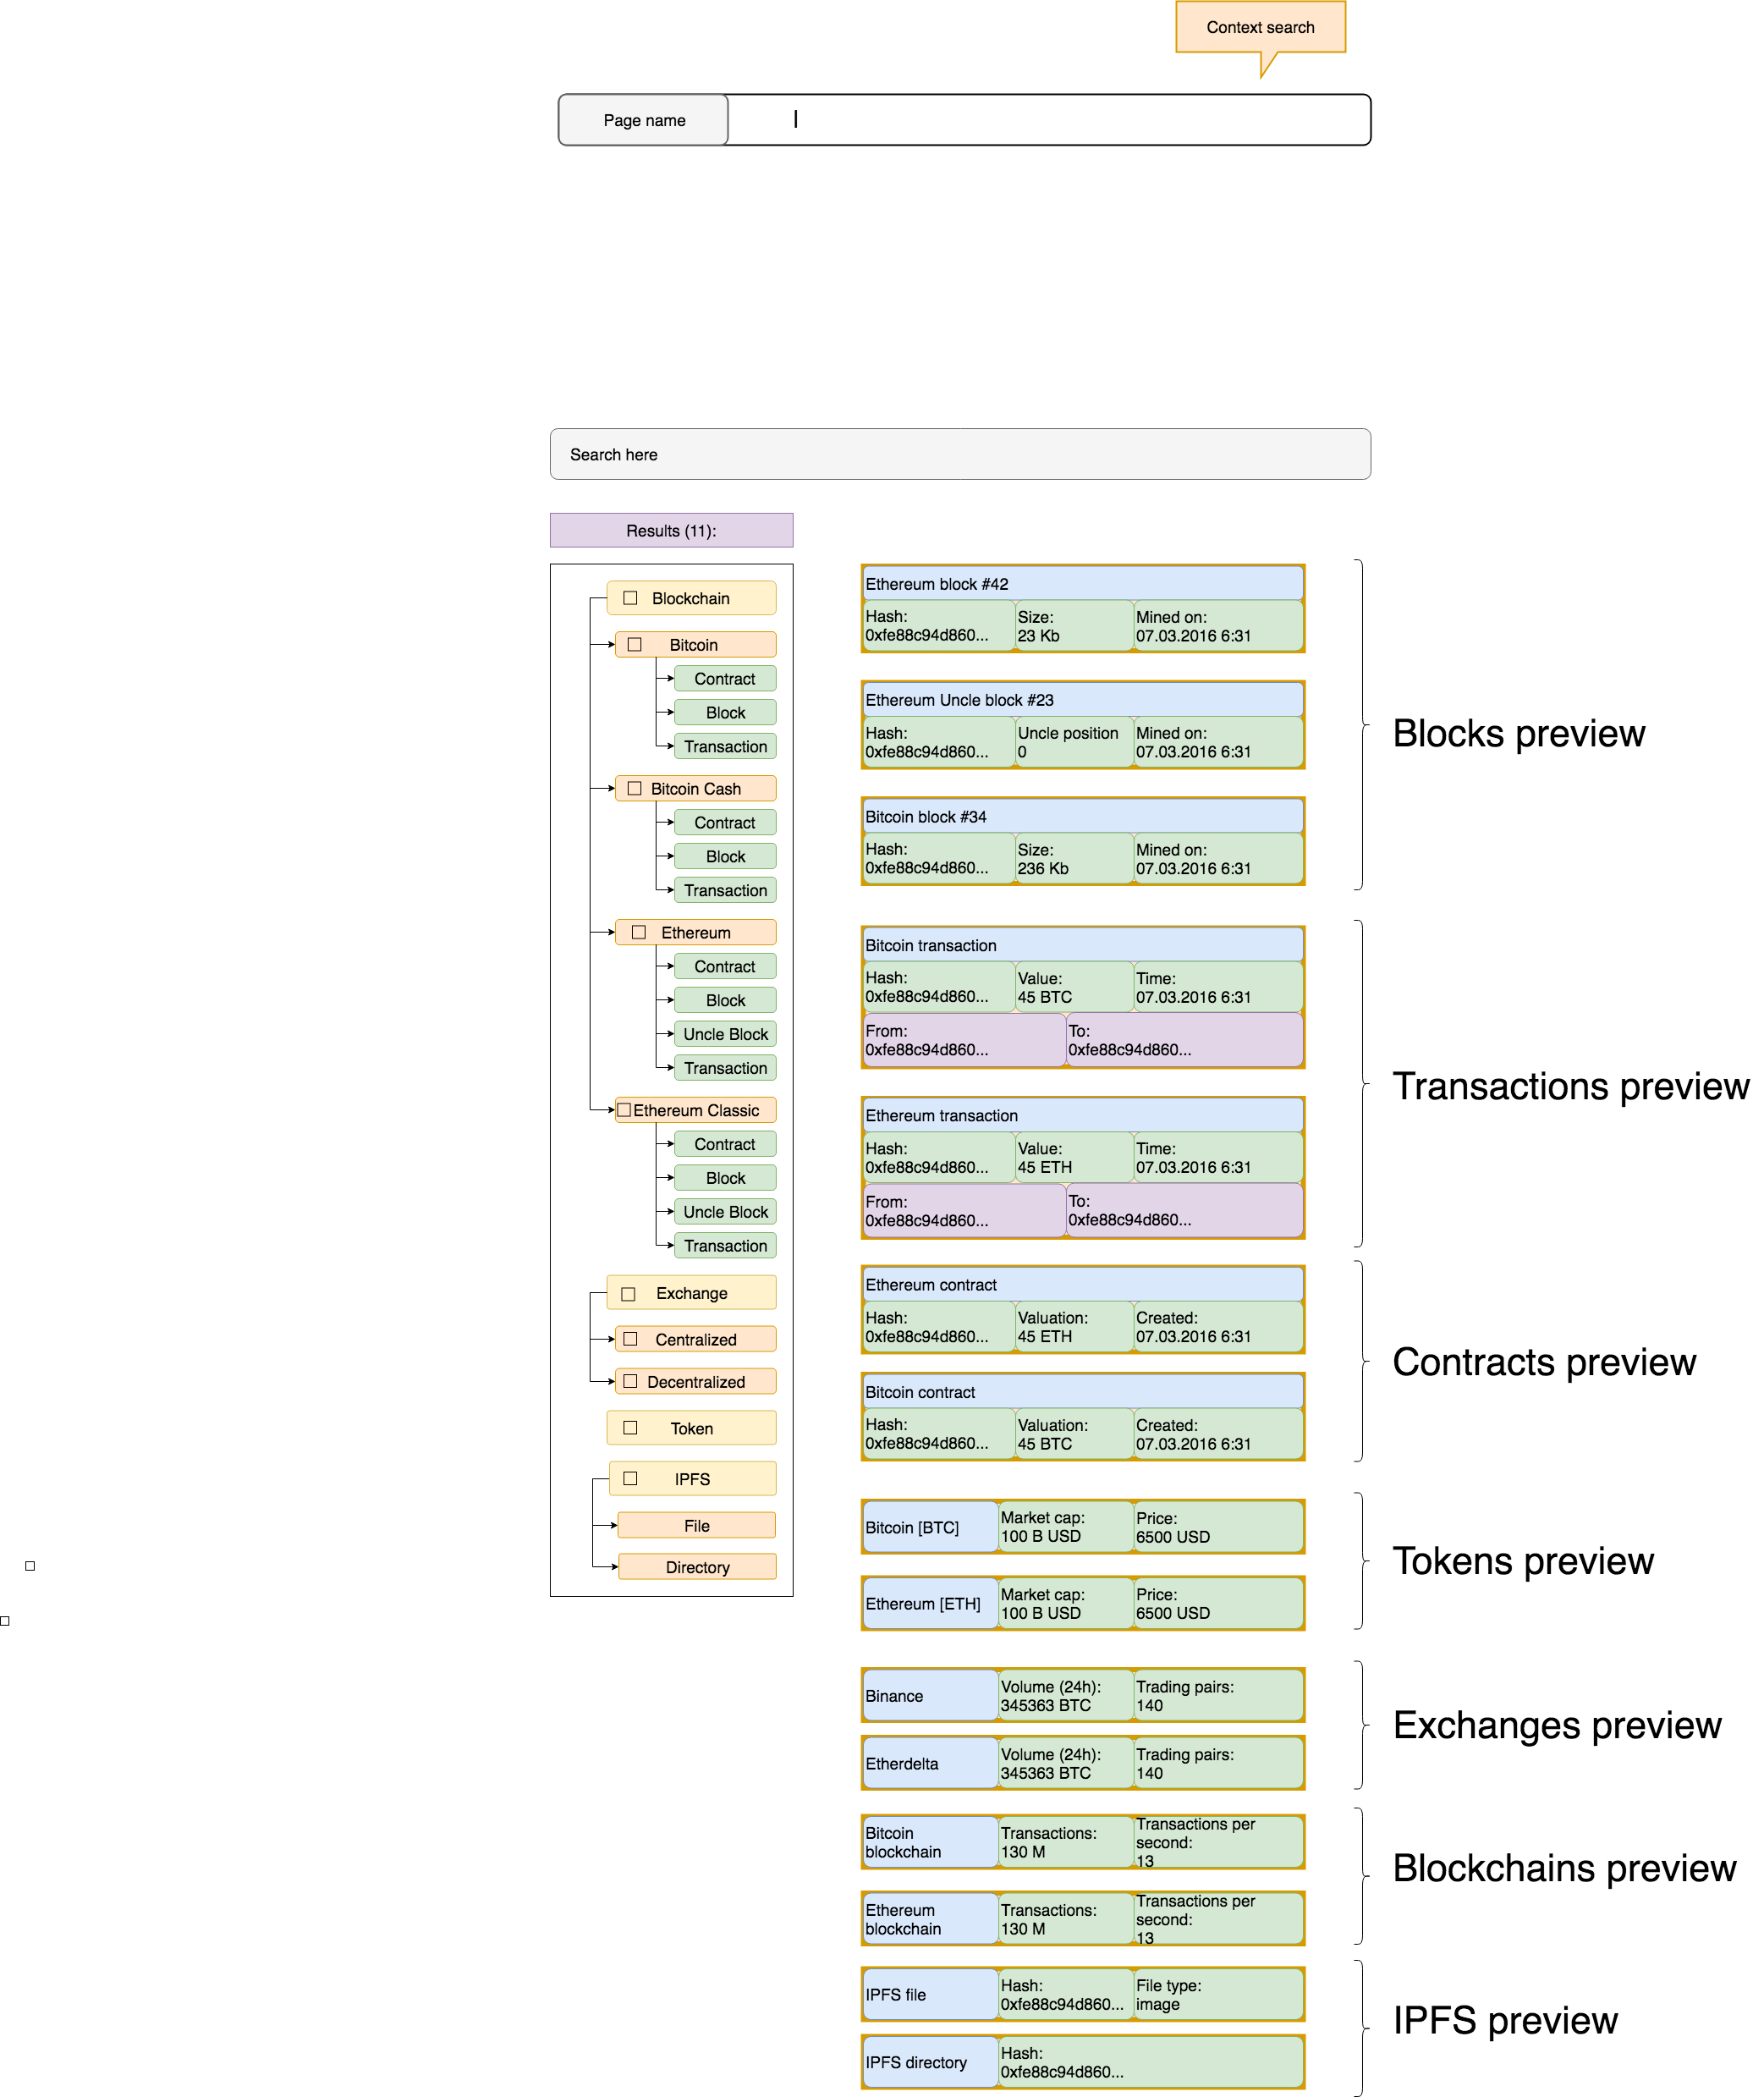 Context search
Page name
Search here
Results (11):
Blockchain
Bitcoin
Contract
Block
Transaction
Bitcoin Cash
Contract
Block
Transaction
Ethereum
Contract
Block
Uncle Block
Transaction
Ethereum Classic
Contract
Block
Uncle Block
Transaction
Exchange
Centralized
Decentralized
Token
IPFS
File
Directory
Ethereum block #42
Hash:
0xfe88c94d860...
Size:
23 Kb
Mined on:
07.03.2016 6:31
Ethereum Uncle block #23
Hash:
0xfe88c94d860...
Uncle position
0
Mined on:
07.03.2016 6:31
Bitcoin block #34
Hash:
0xfe88c94d860...
Size:
236 Kb
Mined on:
07.03.2016 6:31
Blocks preview
Bitcoin transaction
Hash:
0xfe88c94d860...
Value:
45 BTC
Time:
07.03.2016 6:31
From:
0xfe88c94d860...
To:
0xfe88c94d860...
Ethereum transaction
Hash:
0xfe88c94d860...
Value:
45 ETH
Time:
07.03.2016 6:31
From:
0xfe88c94d860...
To:
0xfe88c94d860...
Transactions preview
Ethereum contract
Hash:
0xfe88c94d860...
Valuation:
45 ETH
Created:
07.03.2016 6:31
Bitcoin contract
Hash:
0xfe88c94d860...
Valuation:
45 BTC
Created:
07.03.2016 6:31
Contracts preview
Bitcoin [BTC]
Market cap:
100 B USD
Price:
6500 USD
Ethereum [ETH]
Market cap:
100 B USD
Price:
6500 USD
Tokens preview
Binance
Volume (24h):
345363 BTC
Trading pairs:
140
Etherdelta
Volume (24h):
345363 BTC
Trading pairs:
140
Exchanges preview
Bitcoin
blockchain
Transactions:
130 M
Transactions per
second:
13
Ethereum
blockchain
Transactions:
130 M
Transactions per
second:
13
Blockchains preview
IPFS file
Hash:
0xfe88c94d860...
File type:
image
IPFS directory
Hash:
0xfe88c94d860...
IPFS preview